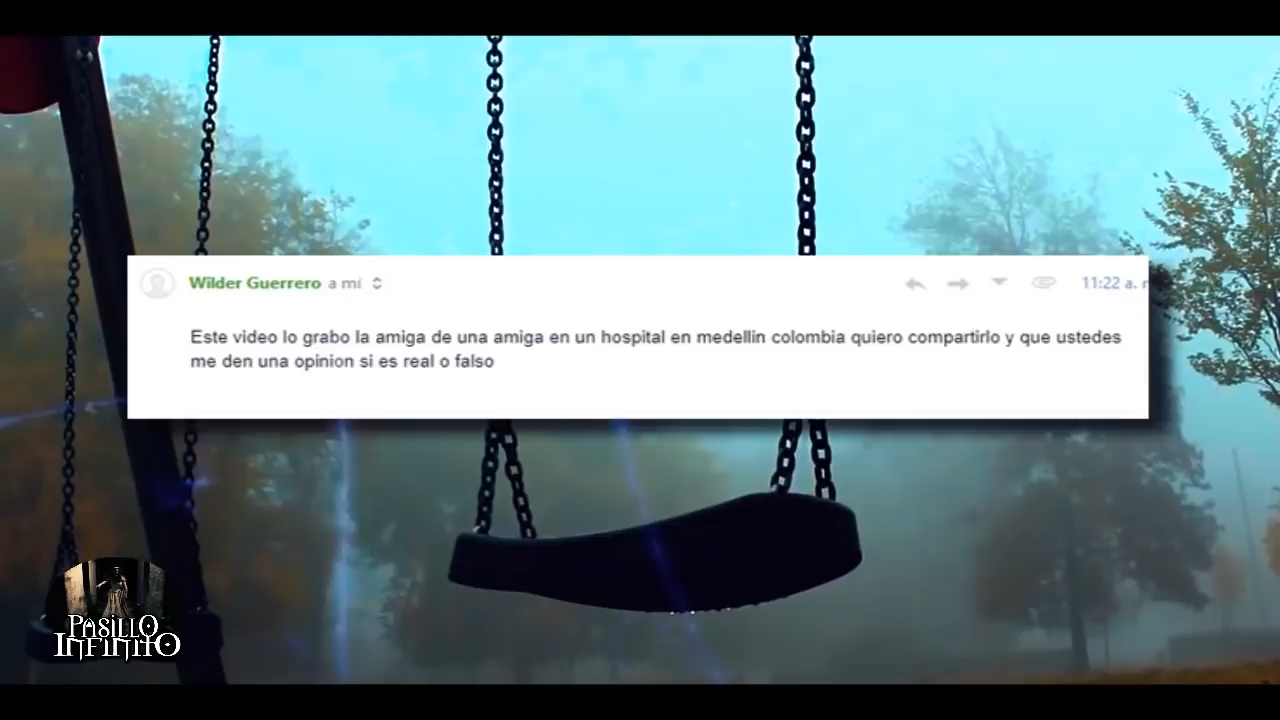 Wilder Guerrero a mí
11:22 a.
Este video lo grabo la amiga de una amiga en un hospital en medellin colombia quiero compartirlo y que ustedes
me den una opinion si es real o falso
PASILLO
INFINITO